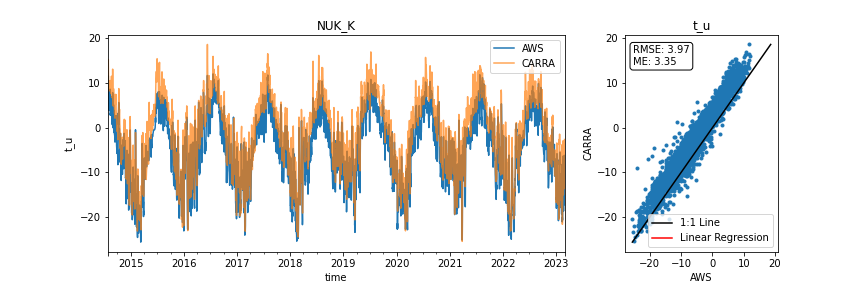 NUK_K
t_u
20
10
0
−10
−20
t_u
2015
2016
2017
2018
2019
2020
2021
2022
2023
time
AWS
CARRA
t_u
RMSE: 3.97
ME: 3.35
20
10
0
−10
−20
CARRA
−20
−10
0
10
20
AWS
1:1 Line
Linear Regression